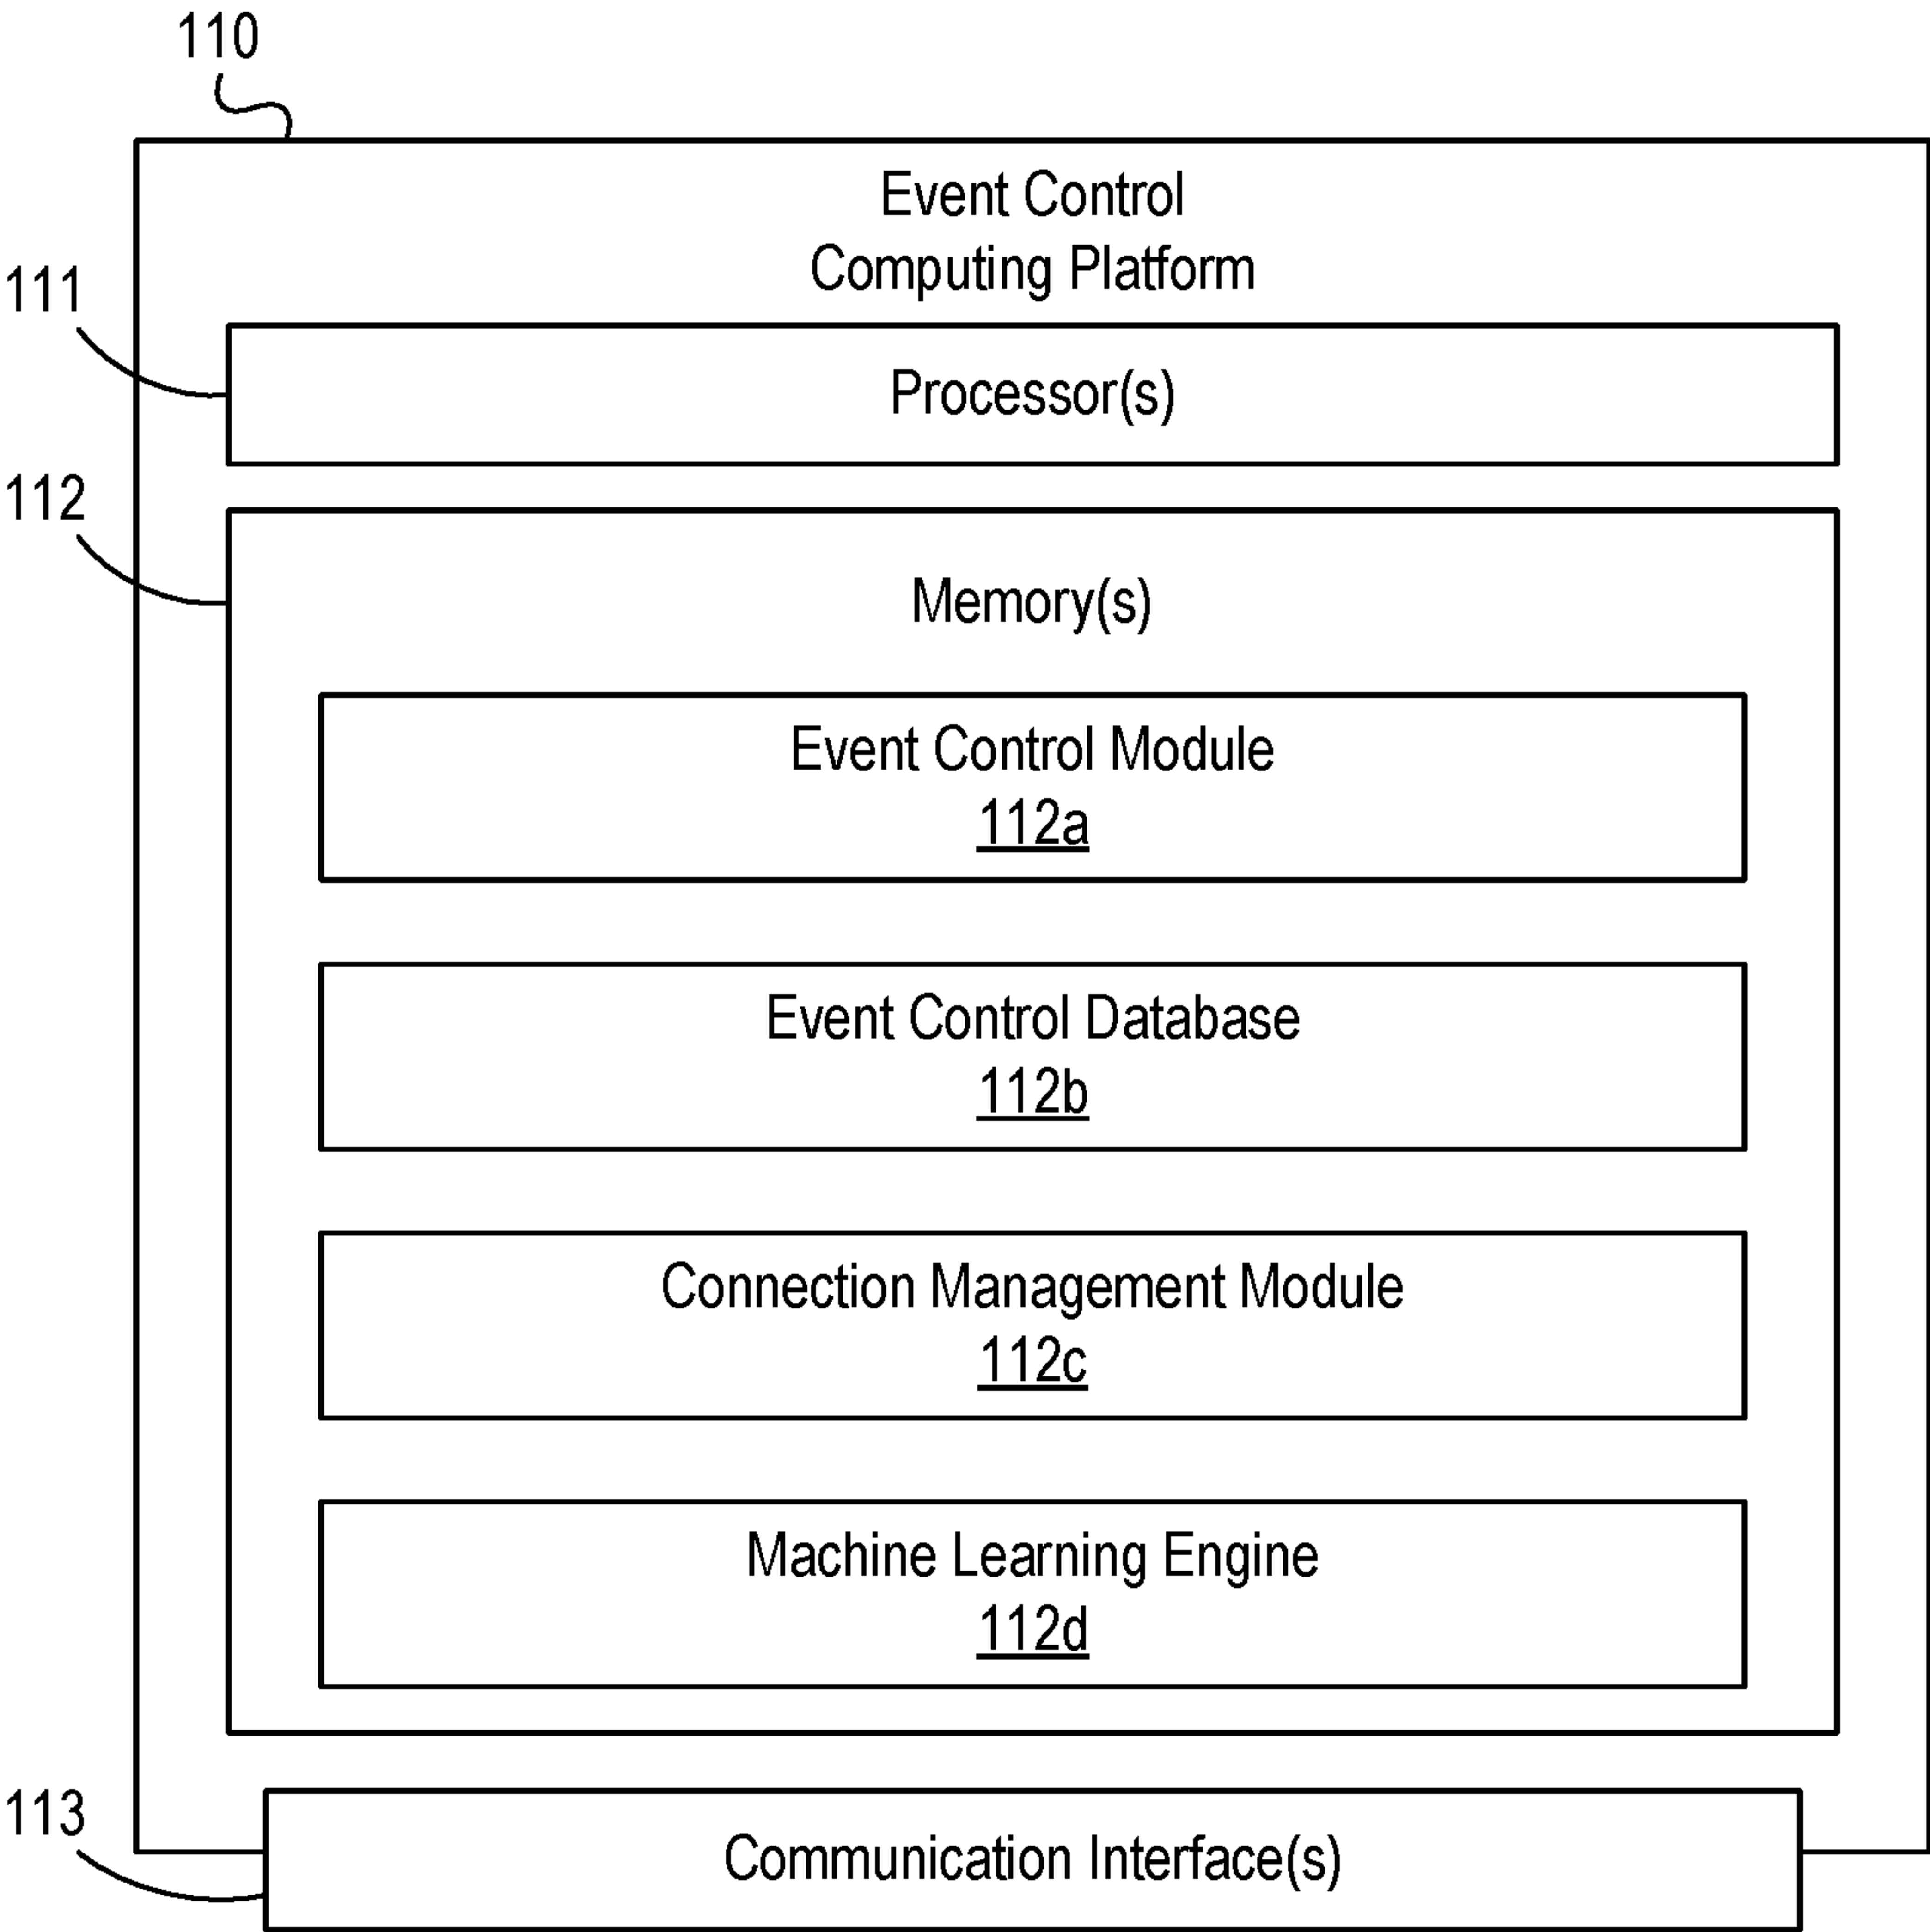 110
Event Control
Computing Platform
111
Processor(s)
112
Memory(s)
Event Control Module
112a
Event Control Database
112b
Connection Management Module
112c
Machine Learning Engine
112d
113
Communication Interface(s)